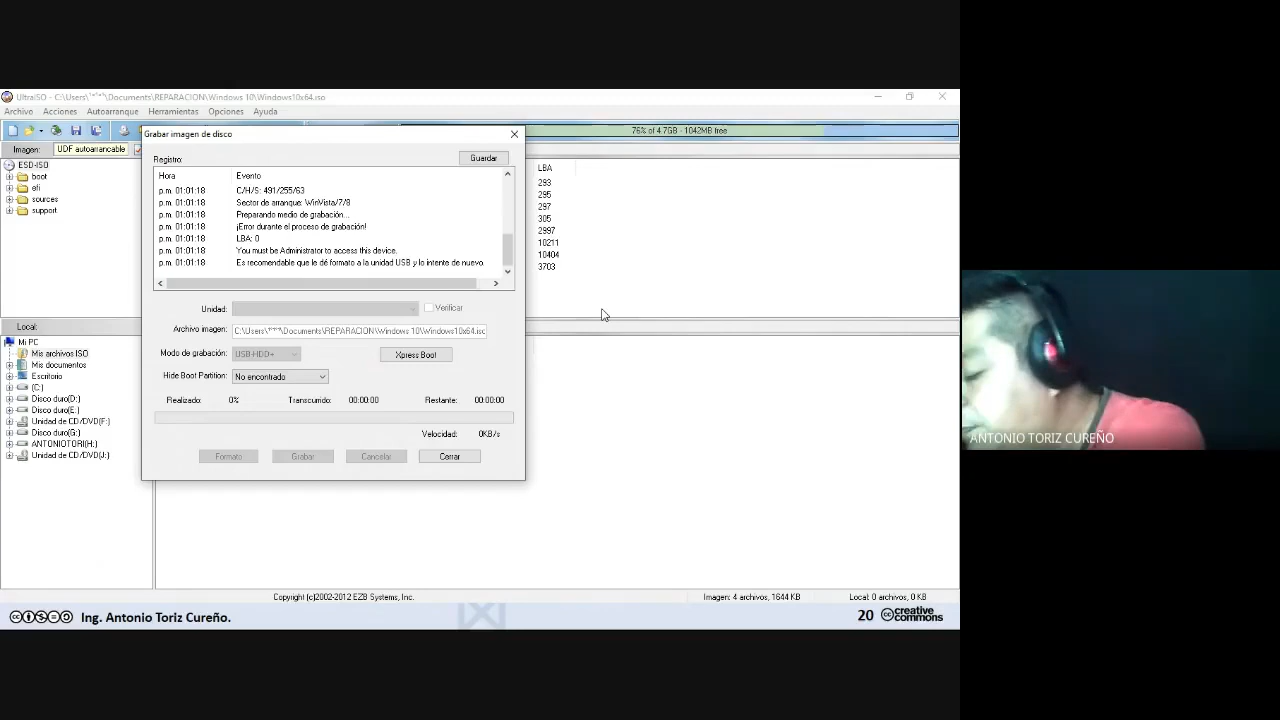 UltraISO - C:\Users\'*'*'\Documents\REPARACION\Windows 10\Windows10x64.iso
Archivo Acciones Autoarranque Herramientas Opciones Ayuda
76% of 4.7GB - 1042MB free
Imagen: UDF autoarrancable
ESD-ISO
boot
efi
sources
support
Grabar imagen de disco
Registro: Guardar
Hora Evento
p.m. 01:01:18 C/H/S: 491/255/63
p.m. 01:01:18 Sector de arranque: WinVista/7/8
p.m. 01:01:18 Preparando medio de grabación...
p.m. 01:01:18 ¡Error durante el proceso de grabación!
p.m. 01:01:18 LBA: 0
p.m. 01:01:18 You must be Administrator to access this device.
p.m. 01:01:18 Es recomendable que le dé formato a la unidad USB y lo intente de nuevo.
Unidad: Verificar
Archivo imagen: C:\Users\'*'*'\Documents\REPARACION\Windows 10\Windows10x64.iso
Modo de grabación: USB-HDD+ Xpress Boot
Hide Boot Partition: No encontrado
Realizado: 0% Transcurrido: 00:00:00 Restante: 00:00:00
Velocidad: 0KB/s
Formato Grabar Cancelar Cerrar
LBA
293
295
297
305
2997
10211
10404
3703
Local:
Mi PC
Mis archivos ISO
Mis documentos
Escritorio
(C:)
Disco duro(D:)
Disco duro(E:)
Unidad de CD/DVD(F:)
Disco duro(G:)
ANTONIOTORI(H:)
Unidad de CD/DVD(J:)
Copyright (c)2002-2012 EZB Systems, Inc. Imagen: 4 archivos, 1644 KB Local: 0 archivos, 0 KB
Ing. Antonio Toriz Cureño. 20 cc creative commons
ANTONIO TORIZ CUREÑO